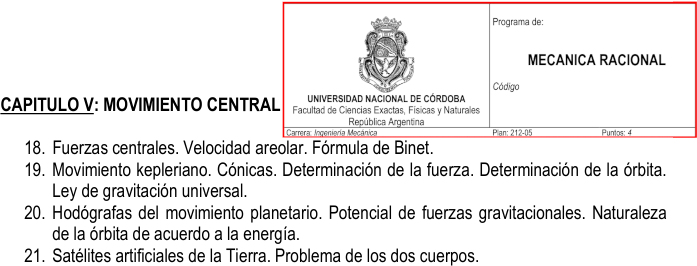 Programa de:
MECANICA RACIONAL
Código
UNIVERSIDAD NACIONAL DE CÓRDOBA
Facultad de Ciencias Exactas, Físicas y Naturales
República Argentina
Carrera: Ingeniería Mecánica
Plan: 212-05
Puntos: 4
CAPITULO V: MOVIMIENTO CENTRAL
18. Fuerzas centrales. Velocidad areolar. Fórmula de Binet.
19. Movimiento kepleriano. Cónicas. Determinación de la fuerza. Determinación de la órbita.
Ley de gravitación universal.
20. Hodógrafas del movimiento planetario. Potencial de fuerzas gravitacionales. Naturaleza
de la órbita de acuerdo a la energía.
21. Satélites artificiales de la Tierra. Problema de los dos cuerpos.